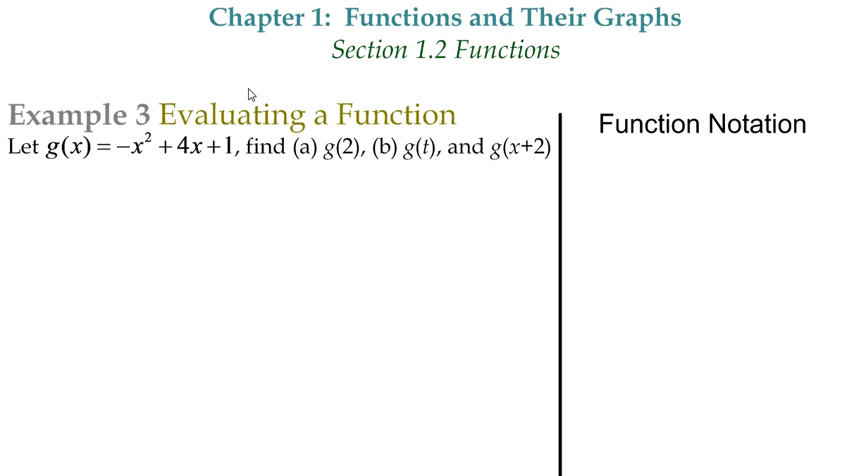 Chapter 1: Functions and Their Graphs
Section 1.2 Functions
Example 3 Evaluating a Function
Let g(x) = −x² + 4x + 1, find (a) g(2), (b) g(t), and g(x+2)
Function Notation